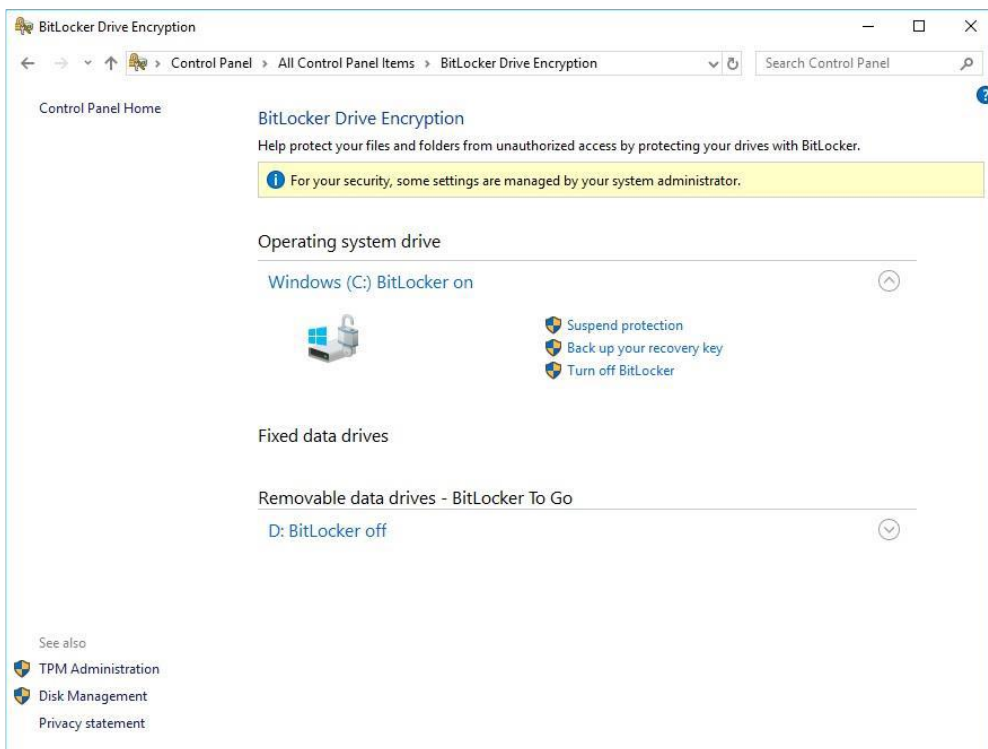 BitLocker Drive Encryption
Control Panel > All Control Panel Items > BitLocker Drive Encryption
Search Control Panel
Control Panel Home
?
BitLocker Drive Encryption
Help protect your files and folders from unauthorized access by protecting your drives with BitLocker.
For your security, some settings are managed by your system administrator.
Operating system drive
Windows (C:) BitLocker on
Suspend protection
Back up your recovery key
Turn off BitLocker
Fixed data drives
Removable data drives - BitLocker To Go
D: BitLocker off
See also
TPM Administration
Disk Management
Privacy statement